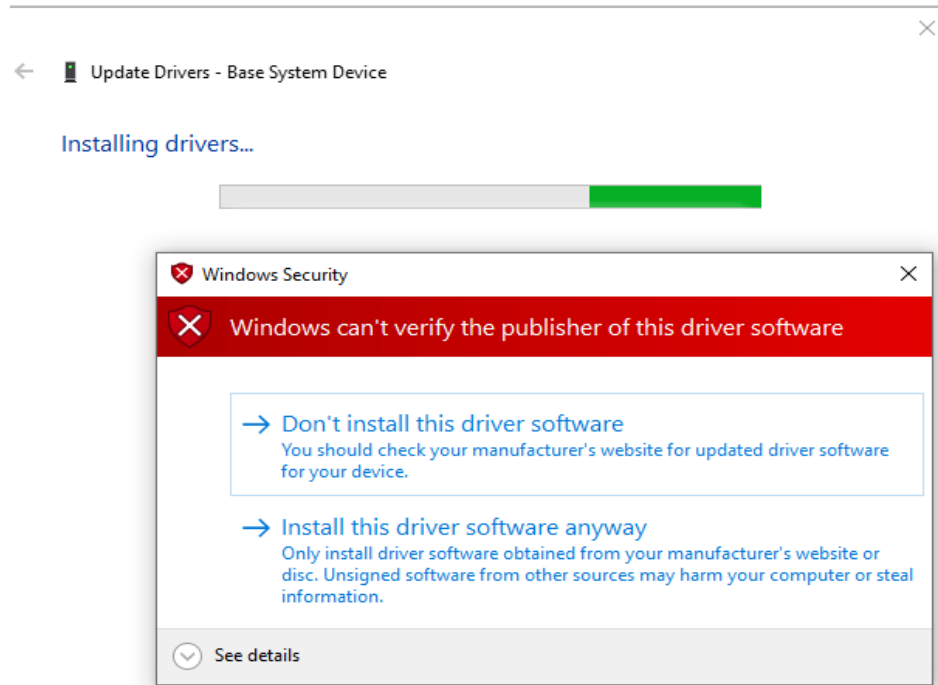 Update Drivers - Base System Device
Installing drivers...
Windows Security
Windows can't verify the publisher of this driver software
Don't install this driver software
You should check your manufacturer's website for updated driver software
for your device.
Install this driver software anyway
Only install driver software obtained from your manufacturer's website or
disc. Unsigned software from other sources may harm your computer or steal
information.
See details